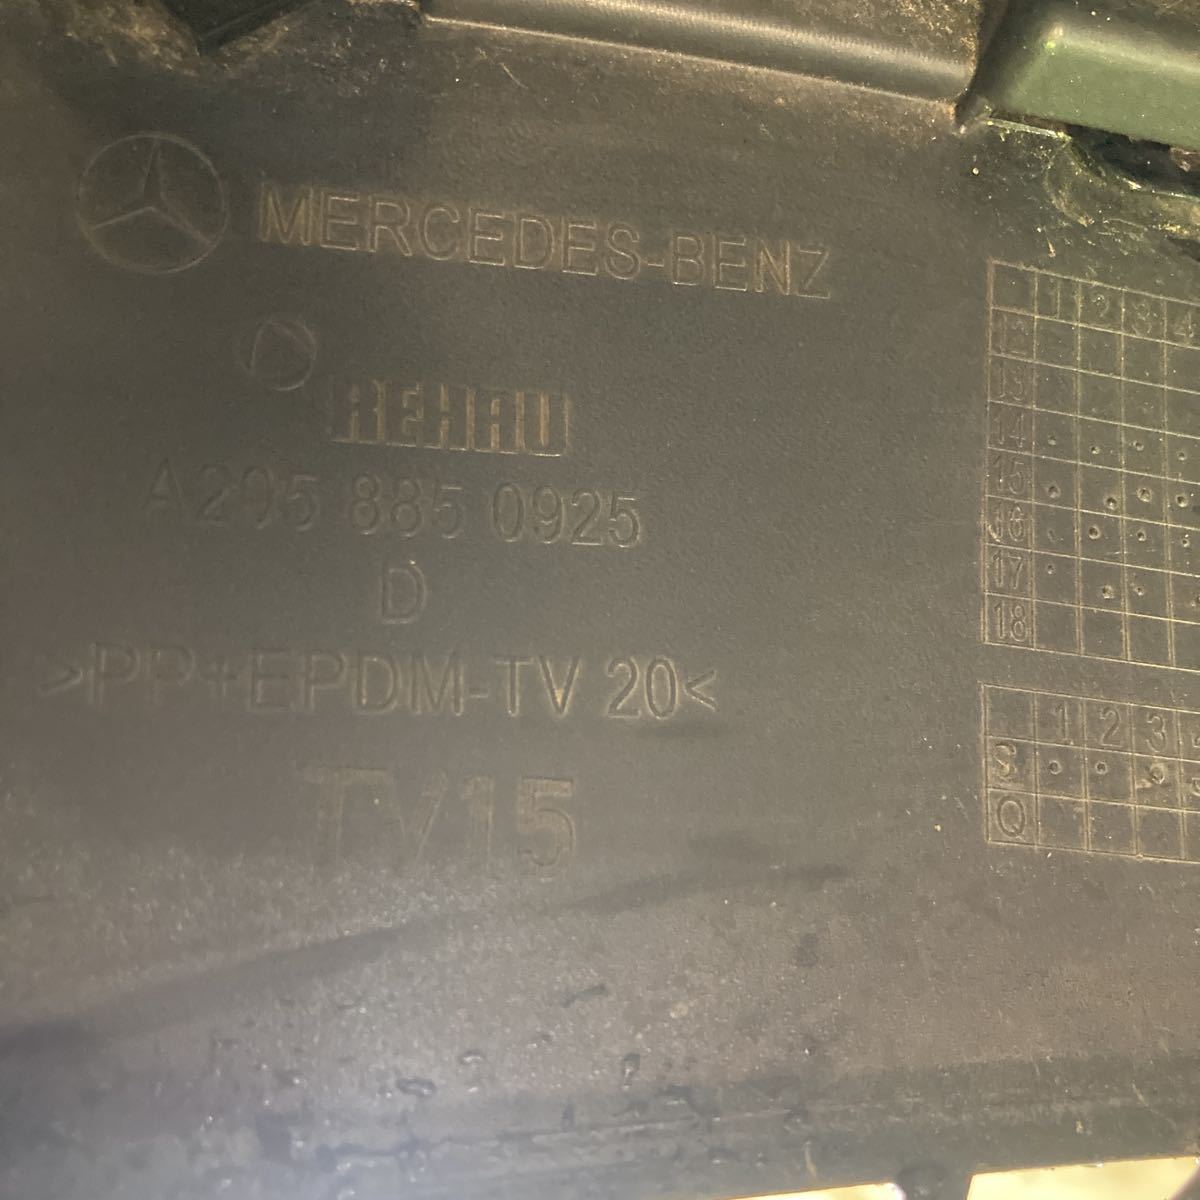 MERCEDES-BENZ
REHAU
A205 885 0925
D
>PP+EPDM-TV 20<
TV15
1 2 3 4
12
13
14
15
16
17
18
1 2 3
S
Q